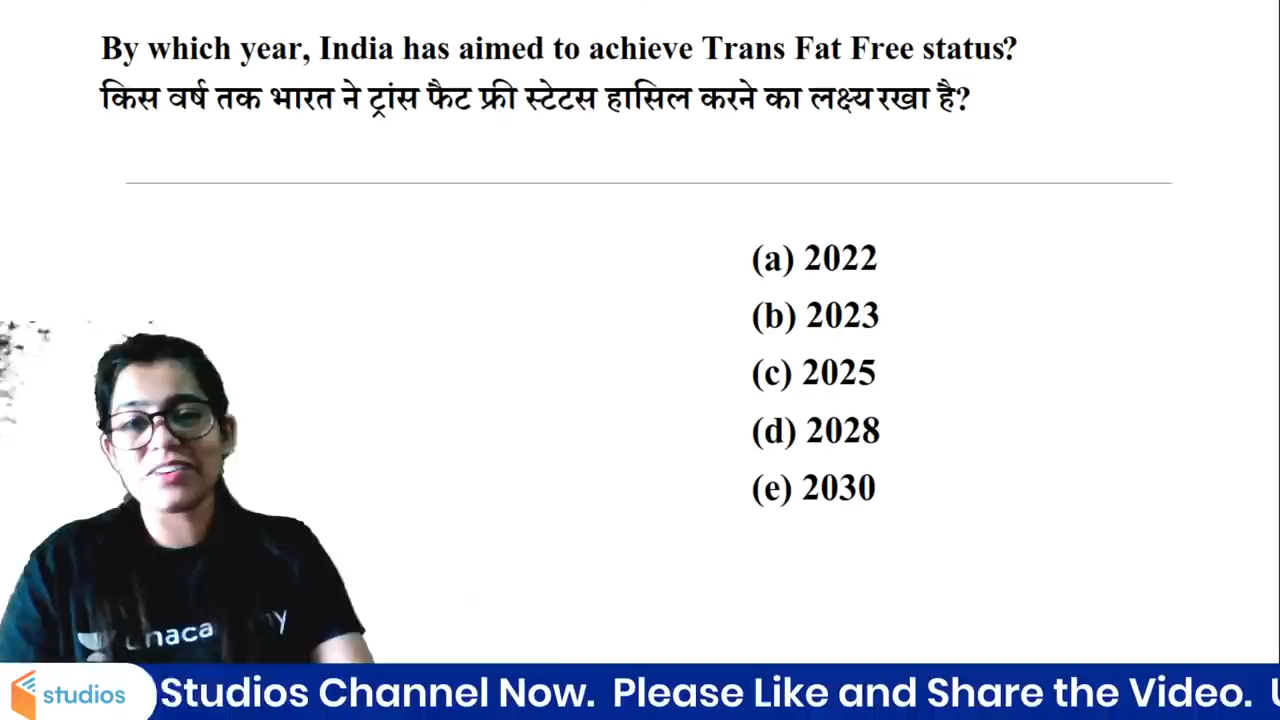 By which year, India has aimed to achieve Trans Fat Free status?
किस वर्ष तक भारत ने ट्रांस फैट फ्री स्टेटस हासिल करने का लक्ष्य रखा है?
(a) 2022
(b) 2023
(c) 2025
(d) 2028
(e) 2030
studios
Studios Channel Now. Please Like and Share the Video.